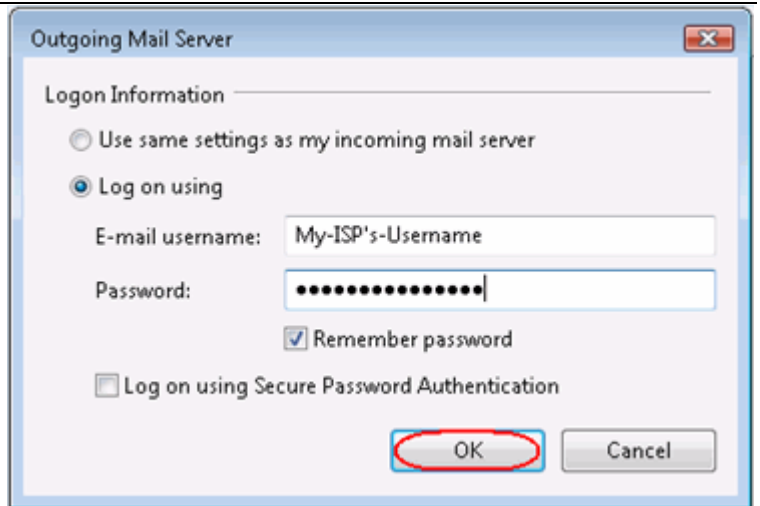 Outgoing Mail Server
Logon Information
Use same settings as my incoming mail server
Log on using
E-mail username: My-ISP's-Username
Password: ●●●●●●●●●●●●●●●
Remember password
Log on using Secure Password Authentication
OK Cancel